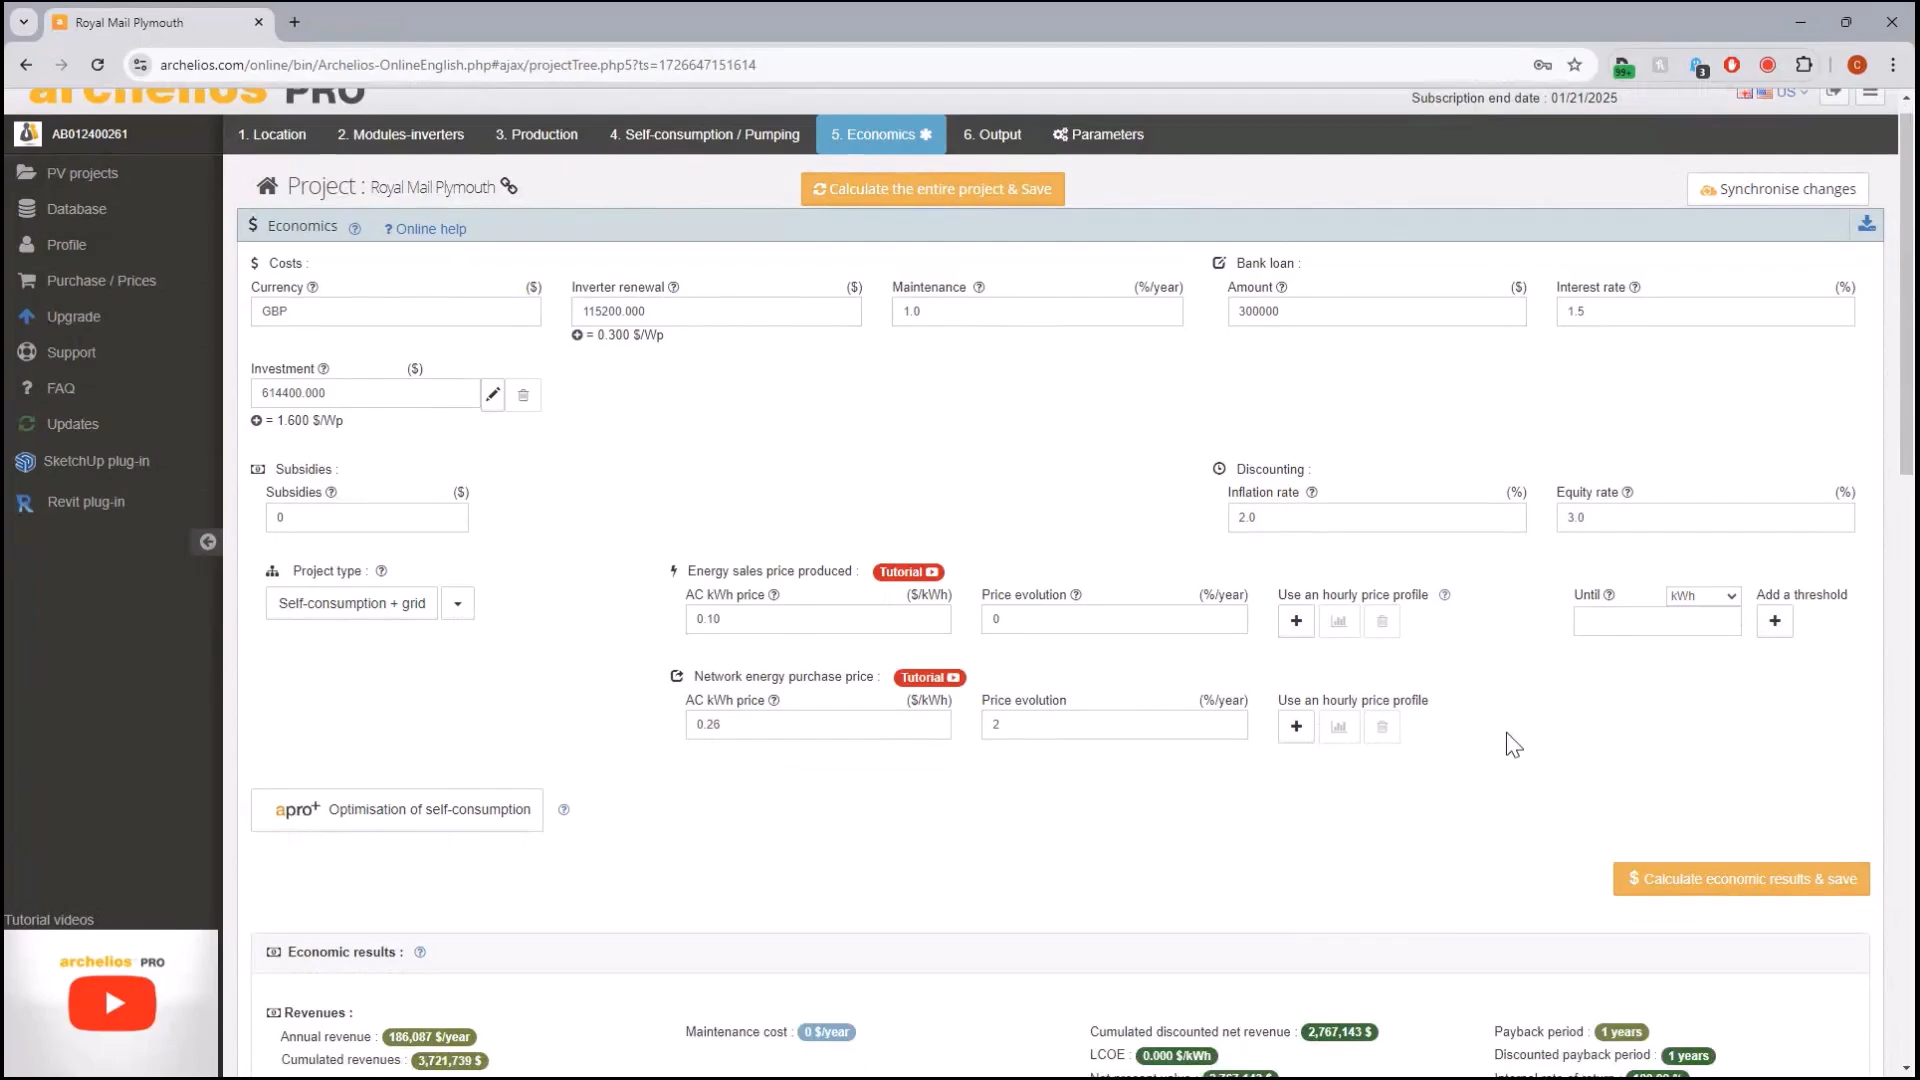 Royal Mail Plymouth
archelios.com/online/bin/Archelios-OnlineEnglish.php#ajax/projectTree.php5?ts=1726647151614
99+
3
C
archelios PRO
Subscription end date : 01/21/2025
US
AB012400261
1. Location
2. Modules-inverters
3. Production
4. Self-consumption / Pumping
5. Economics
6. Output
Parameters
PV projects
Database
Profile
Purchase / Prices
Upgrade
Support
FAQ
Updates
SketchUp plug-in
Revit plug-in
Project : Royal Mail Plymouth
Calculate the entire project & Save
Synchronise changes
$ Economics
? Online help
$ Costs :
Bank loan :
Currency ($)
Inverter renewal ($)
Maintenance (%/year)
Amount ($)
Interest rate (%)
GBP
115200.000
1.0
300000
1.5
= 0.300 $/Wp
Investment ($)
614400.000
= 1.600 $/Wp
Subsidies :
Discounting :
Subsidies ($)
Inflation rate (%)
Equity rate (%)
0
2.0
3.0
Project type :
Energy sales price produced :
Tutorial
Self-consumption + grid
AC kWh price ($/kWh)
Price evolution (%/year)
Use an hourly price profile
Until
kWh
Add a threshold
0.10
0
Network energy purchase price :
Tutorial
AC kWh price ($/kWh)
Price evolution (%/year)
Use an hourly price profile
0.26
2
apro+ Optimisation of self-consumption
$ Calculate economic results & save
Tutorial videos
archelios PRO
Economic results :
Revenues :
Annual revenue : 186,087 $/year
Maintenance cost : 0 $/year
Cumulated discounted net revenue : 2,767,143 $
Payback period : 1 years
Cumulated revenues : 3,721,739 $
LCOE : 0.000 $/kWh
Discounted payback period : 1 years